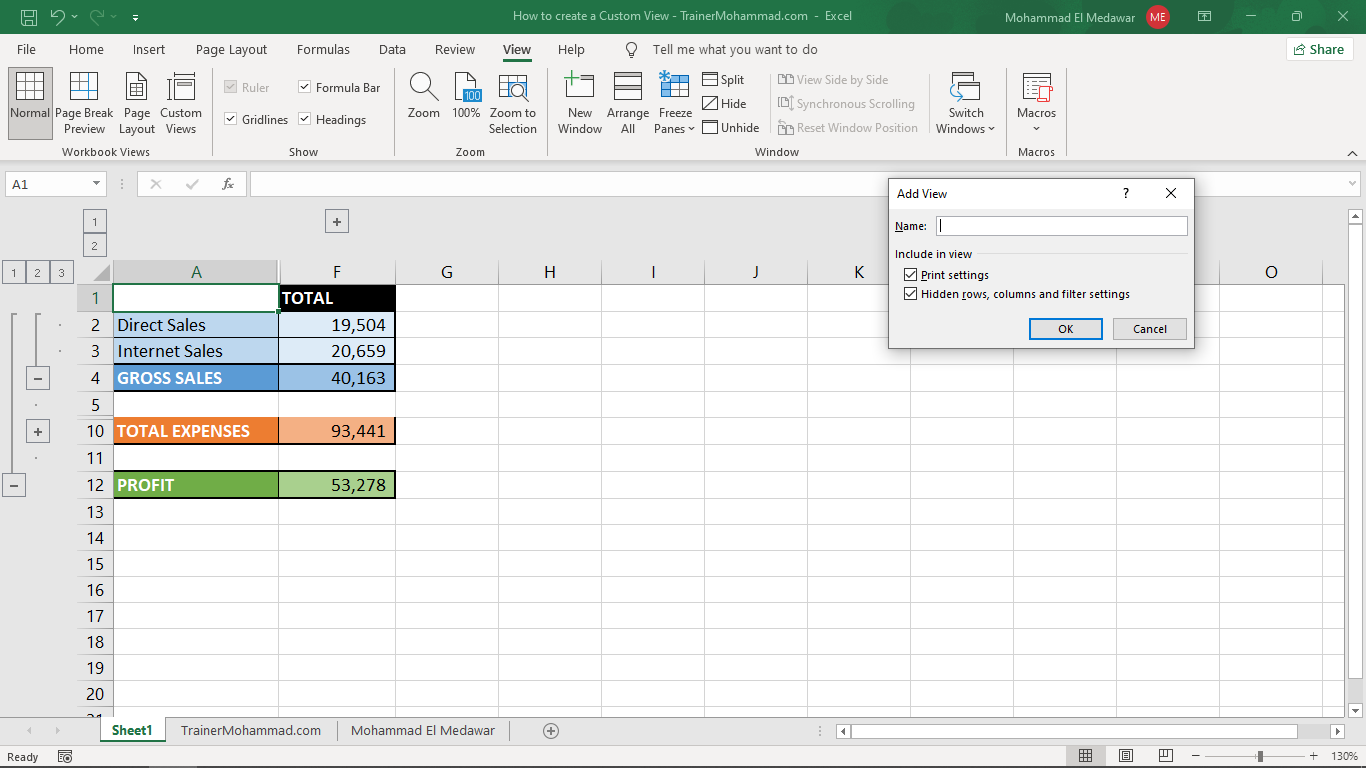 How to create a Custom View - TrainerMohammad.com - Excel
Mohammad El Medawar ME
File Home Insert Page Layout Formulas Data Review View Help Tell me what you want to do Share
Normal
Page Break Preview
Page Layout
Custom Views
Workbook Views
Ruler
Formula Bar
Gridlines
Headings
Show
Zoom
100
100%
Zoom to Selection
Zoom
New Window
Arrange All
Freeze Panes
Split
Hide
Unhide
View Side by Side
Synchronous Scrolling
Reset Window Position
Switch Windows
Window
Macros
Macros
A1
fx
Add View ?
Name:
Include in view
Print settings
Hidden rows, columns and filter settings
OK Cancel
1
2
1 2 3
A F G H I J K O
1 TOTAL
2 Direct Sales 19,504
3 Internet Sales 20,659
4 GROSS SALES 40,163
5
10 TOTAL EXPENSES 93,441
11
12 PROFIT 53,278
13
14
15
16
17
18
19
20
21
Sheet1 TrainerMohammad.com Mohammad El Medawar
Ready
130%